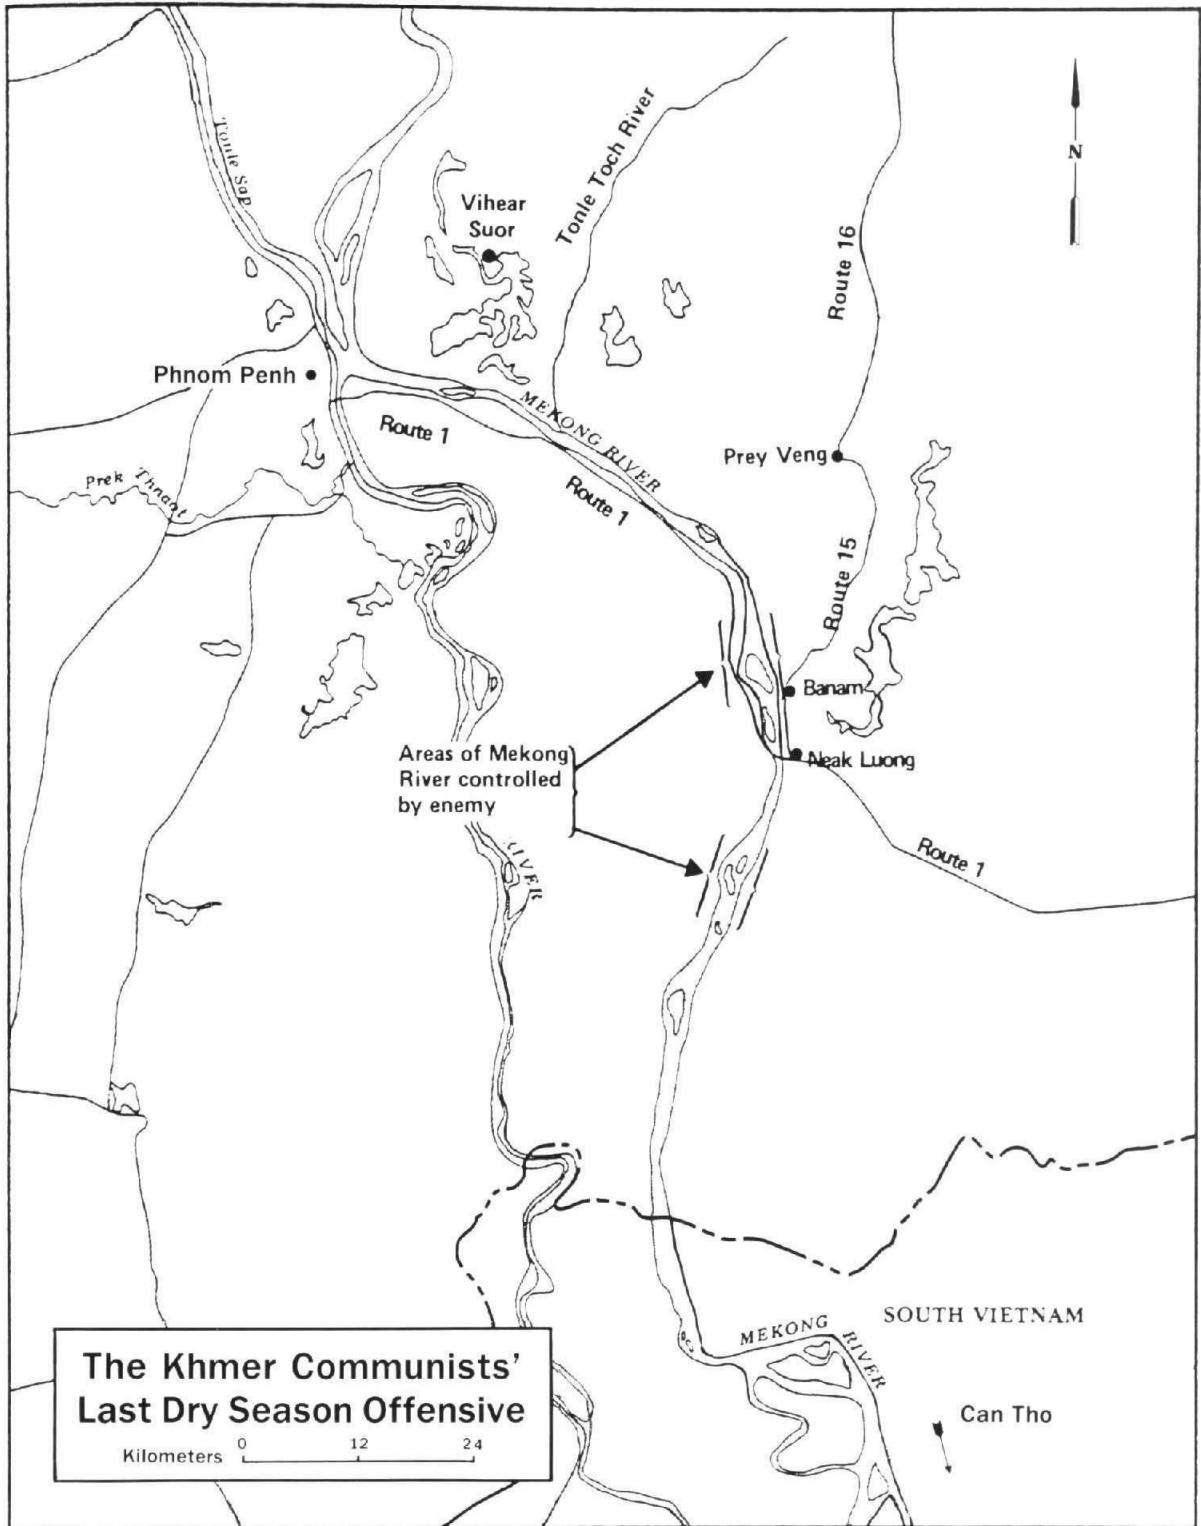 Tonle Sap
Vihear
Suor
Tonle Toch River
N
Route 16
Phnom Penh
MEKONG RIVER
Route 1
Prey Veng
Prek Thnaot
Route 1
Route 15
Banam
Areas of Mekong
River controlled
by enemy
Neak Luong
RIVER
Route 1
SOUTH VIETNAM
MEKONG RIVER
Can Tho
The Khmer Communists'
Last Dry Season Offensive
Kilometers 0 12 24